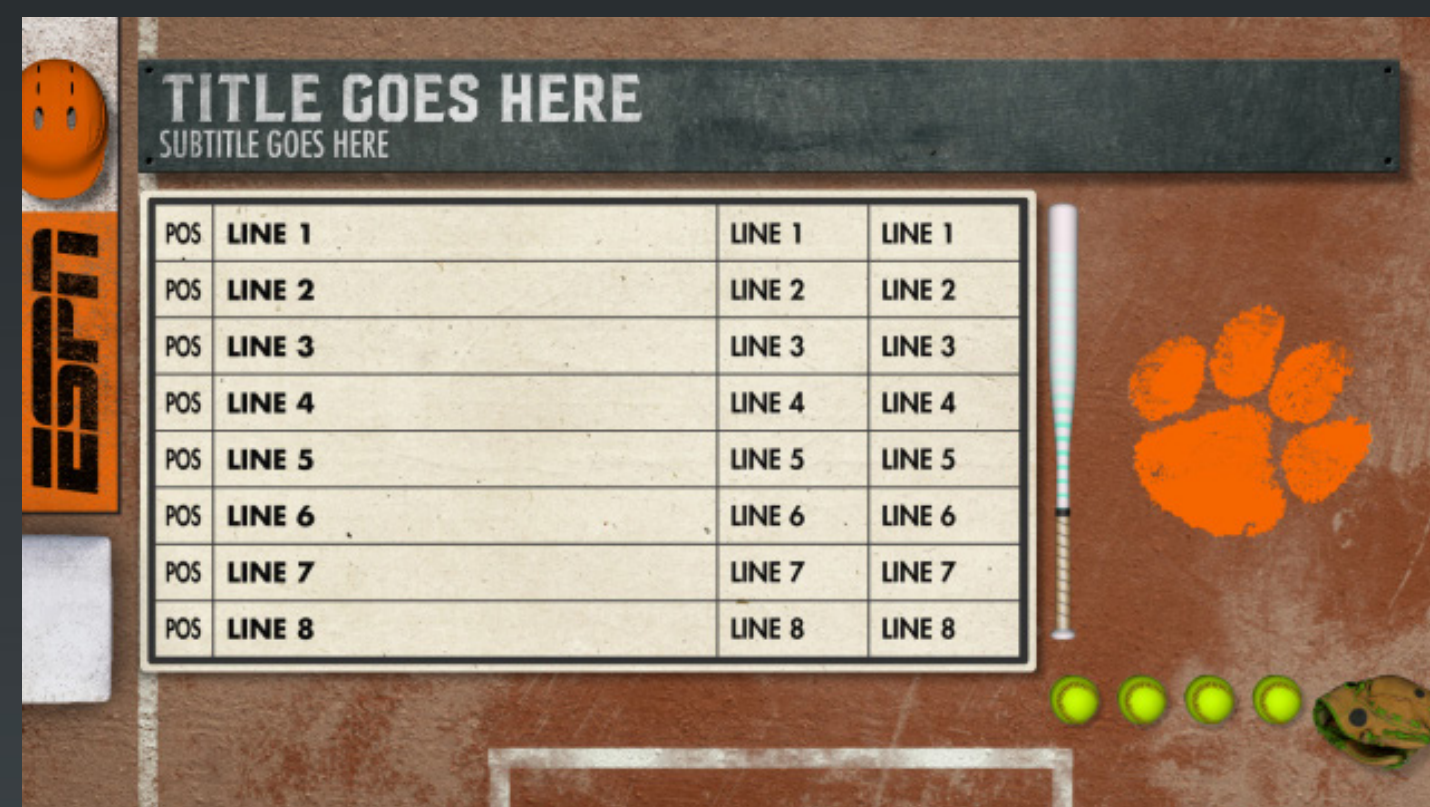 TITLE GOES HERE
SUBTITLE GOES HERE
ESPN
POS LINE 1 LINE 1 LINE 1
POS LINE 2 LINE 2 LINE 2
POS LINE 3 LINE 3 LINE 3
POS LINE 4 LINE 4 LINE 4
POS LINE 5 LINE 5 LINE 5
POS LINE 6 LINE 6 LINE 6
POS LINE 7 LINE 7 LINE 7
POS LINE 8 LINE 8 LINE 8